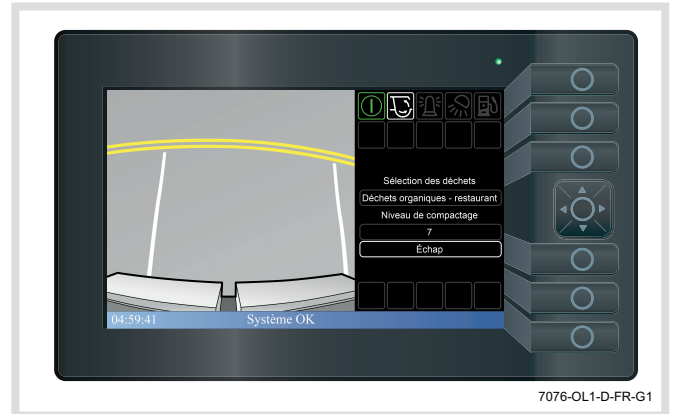 Sélection des déchets
Déchets organiques - restaurant
Niveau de compactage
7
Échap
04:59:41 Système OK
7076-OL1-D-FR-G1